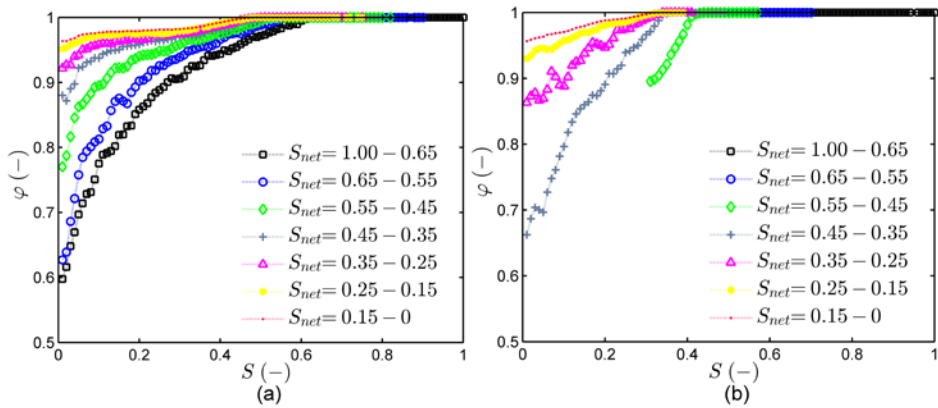 1
0.9
0.8
0.7
0.6
0.5
φ (−)
0
0.2
0.4
0.6
0.8
1
S (−)
S_net= 1.00 − 0.65
S_net= 0.65 − 0.55
S_net= 0.55 − 0.45
S_net= 0.45 − 0.35
S_net= 0.35 − 0.25
S_net= 0.25 − 0.15
S_net= 0.15 − 0
(a)
1
0.9
0.8
0.7
0.6
0.5
φ (−)
0
0.2
0.4
0.6
0.8
1
S (−)
S_net= 1.00 − 0.65
S_net= 0.65 − 0.55
S_net= 0.55 − 0.45
S_net= 0.45 − 0.35
S_net= 0.35 − 0.25
S_net= 0.25 − 0.15
S_net= 0.15 − 0
(b)